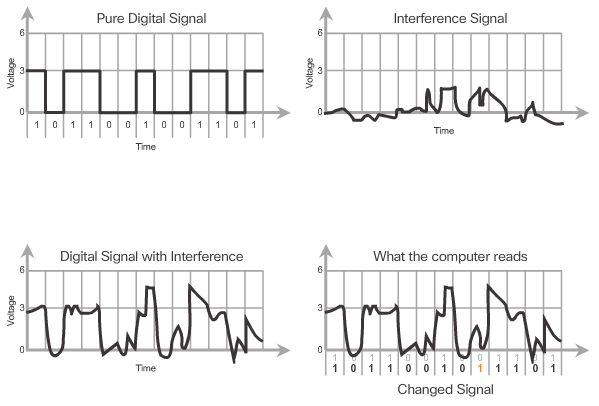 Pure Digital Signal
6
Voltage
3
0
1 0 1 1 0 0 1 0 0 1 1 0 1
Time
Interference Signal
6
Voltage
3
0
Time
Digital Signal with Interference
6
Voltage
3
0
Time
What the computer reads
6
3
0
1 0 1 1 0 0 1 0 0 1 1 0 1
1 0 1 1 0 0 1 0 1 1 1 0 1
Changed Signal